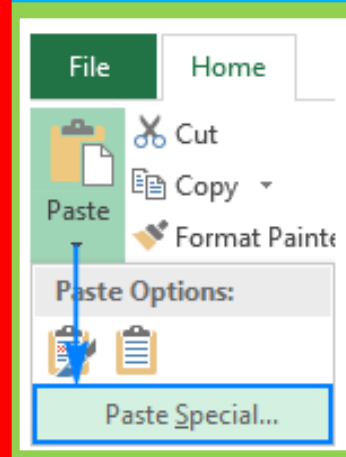 File Home
Cut
Copy
Paste
Format Painte
Paste Options:
Paste Special...